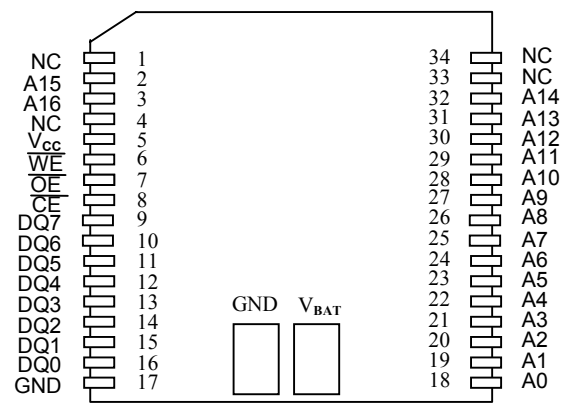 NC 1 34 NC
A15 2 33 NC
A16 3 32 A14
NC 4 31 A13
VCC 5 30 A12
WE 6 29 A11
OE 7 28 A10
CE 8 27 A9
DQ7 9 26 A8
DQ6 10 25 A7
DQ5 11 24 A6
DQ4 12 23 A5
DQ3 13 22 A4
DQ2 14 21 A3
DQ1 15 20 A2
DQ0 16 19 A1
GND 17 18 A0
GND VBAT